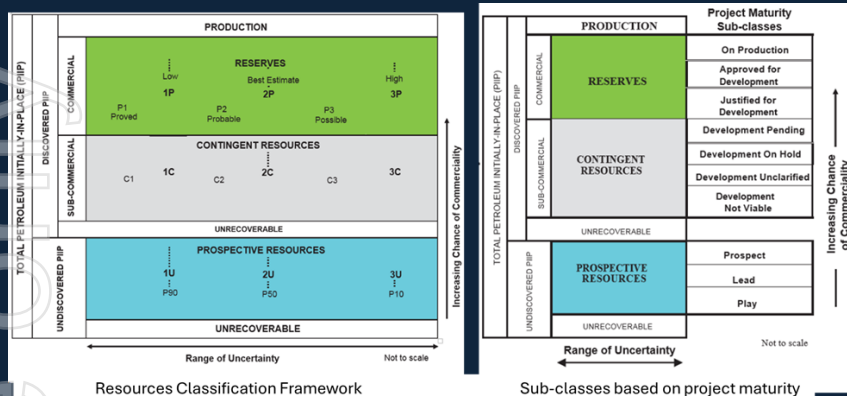 PRODUCTION
TOTAL PETROLEUM INITIALLY-IN-PLACE (PIIP)
DISCOVERED PIIP
COMMERCIAL
RESERVES
Low
Best Estimate
High
1P
2P
3P
P1
Proved
P2
Probable
P3
Possible
SUB-COMMERCIAL
CONTINGENT RESOURCES
C1
1C
C2
2C
C3
3C
UNRECOVERABLE
UNDISCOVERED PIIP
PROSPECTIVE RESOURCES
1U
2U
3U
P90
P50
P10
UNRECOVERABLE
Increasing Chance of Commerciality
Range of Uncertainty
Not to scale
Resources Classification Framework
Project Maturity
Sub-classes
PRODUCTION
TOTAL PETROLEUM INITIALLY-IN-PLACE (PIIP)
DISCOVERED PIIP
COMMERCIAL
RESERVES
On Production
Approved for
Development
Justified for
Development
SUB-COMMERCIAL
CONTINGENT
RESOURCES
Development Pending
Development On Hold
Development Unclarified
Development
Not Viable
UNRECOVERABLE
UNDISCOVERED PIIP
PROSPECTIVE
RESOURCES
Prospect
Lead
Play
UNRECOVERABLE
Increasing Chance
of Commerciality
Range of Uncertainty
Not to scale
Sub-classes based on project maturity